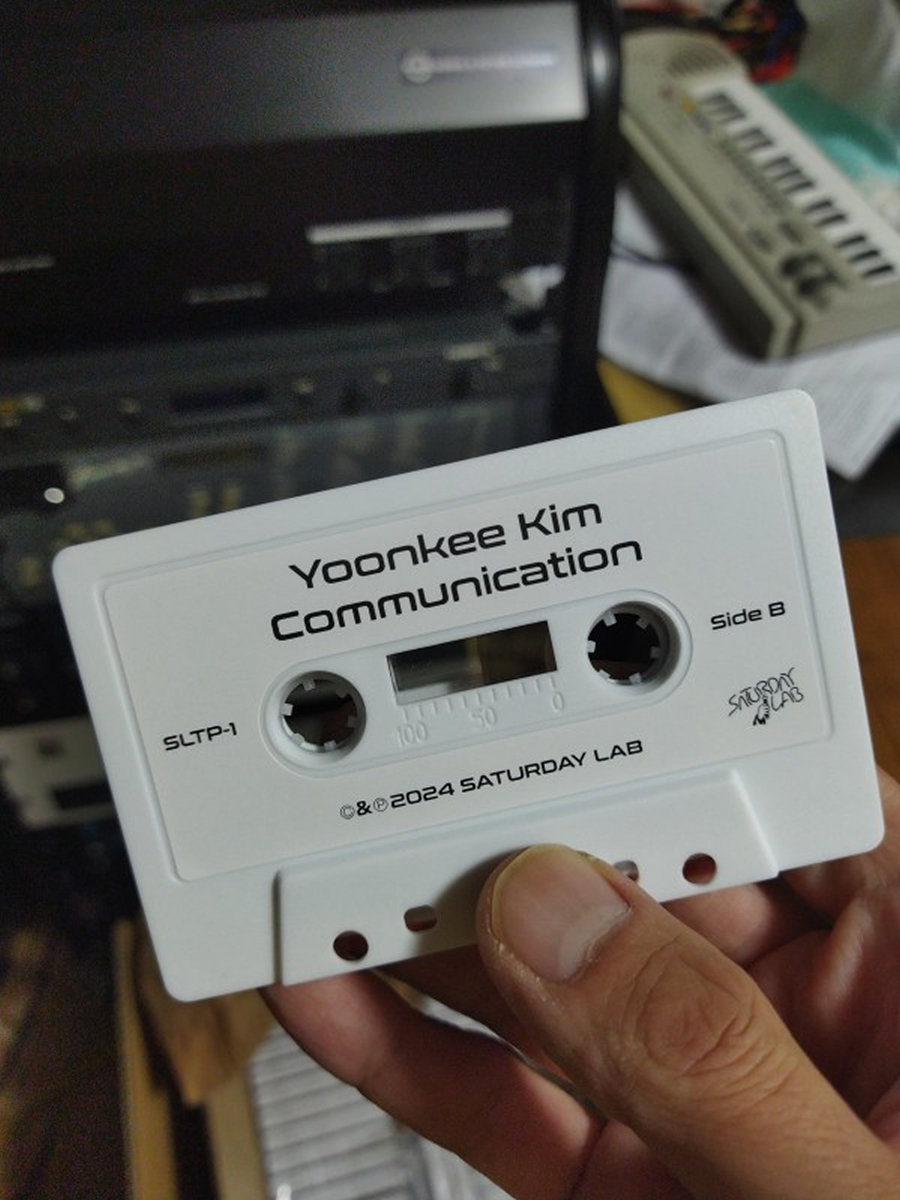 Yoonkee Kim
Communication
Side B
SLTP-1
100 50 0
SATURDAY
LAB
©&℗2024 SATURDAY LAB